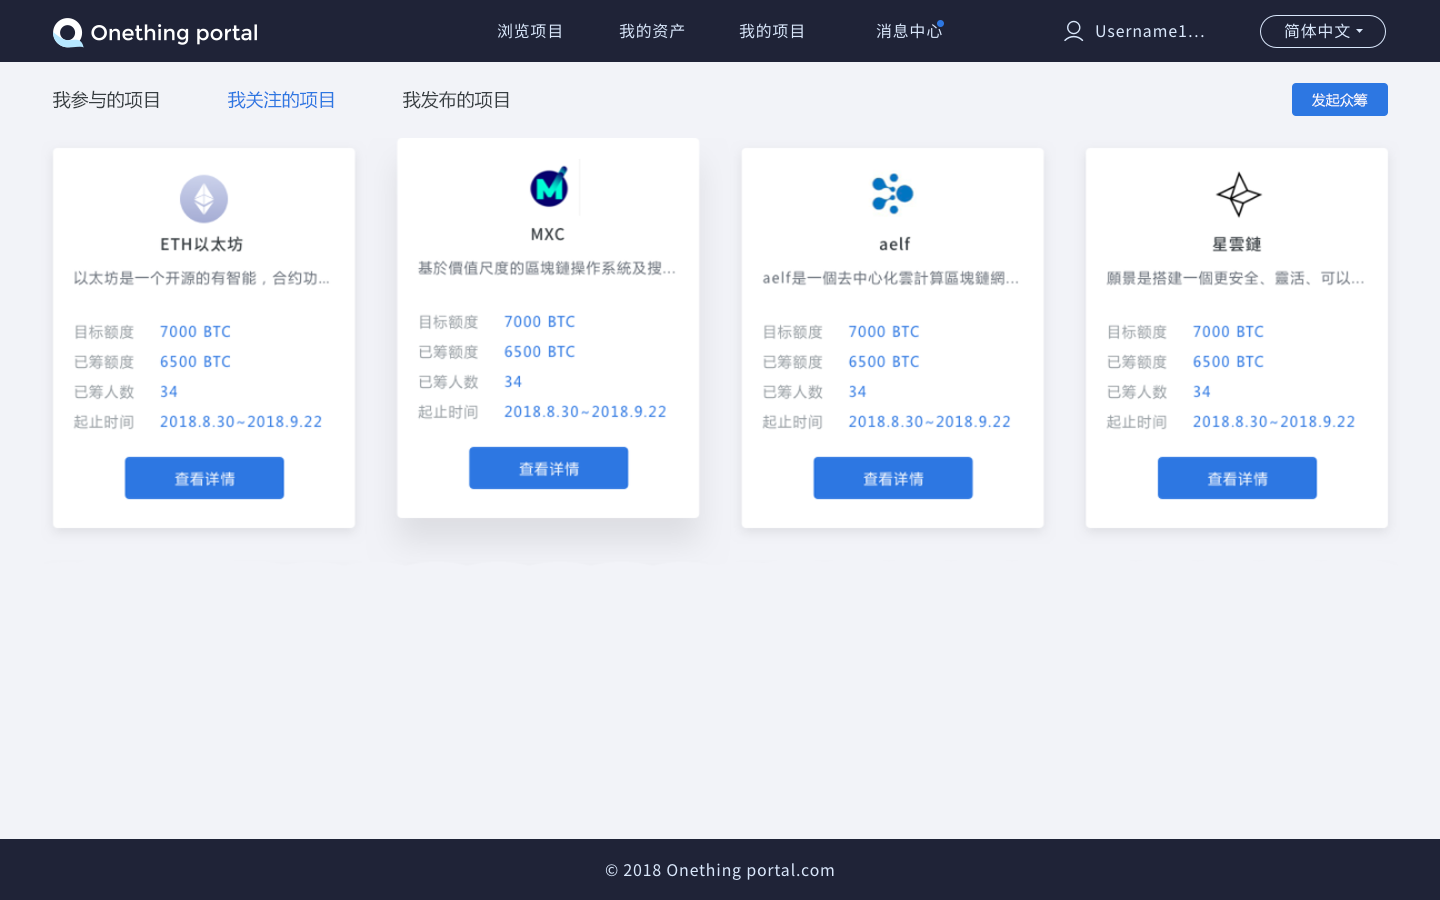 Onething portal
浏览项目 我的资产 我的项目 消息中心
Username1...
简体中文
我参与的项目 我关注的项目 我发布的项目
发起众筹
ETH以太坊
以太坊是一个开源的有智能，合约功...
目标额度 7000 BTC
已筹额度 6500 BTC
已筹人数 34
起止时间 2018.8.30~2018.9.22
查看详情
MXC
基於價值尺度的區塊鏈操作系統及搜...
目标额度 7000 BTC
已筹额度 6500 BTC
已筹人数 34
起止时间 2018.8.30~2018.9.22
查看详情
aelf
aelf是一個去中心化雲計算區塊鏈網...
目标额度 7000 BTC
已筹额度 6500 BTC
已筹人数 34
起止时间 2018.8.30~2018.9.22
查看详情
星雲鏈
願景是搭建一個更安全、靈活、可以...
目标额度 7000 BTC
已筹额度 6500 BTC
已筹人数 34
起止时间 2018.8.30~2018.9.22
查看详情
© 2018 Onething portal.com